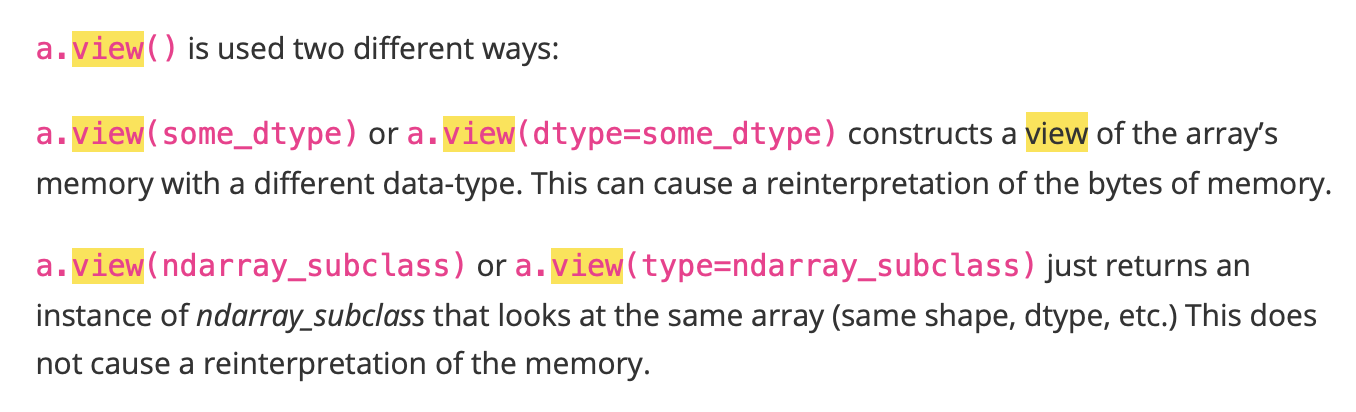 a.view() is used two different ways:
a.view(some_dtype) or a.view(dtype=some_dtype) constructs a view of the array’s
memory with a different data-type. This can cause a reinterpretation of the bytes of memory.
a.view(ndarray_subclass) or a.view(type=ndarray_subclass) just returns an
instance of ndarray_subclass that looks at the same array (same shape, dtype, etc.) This does
not cause a reinterpretation of the memory.